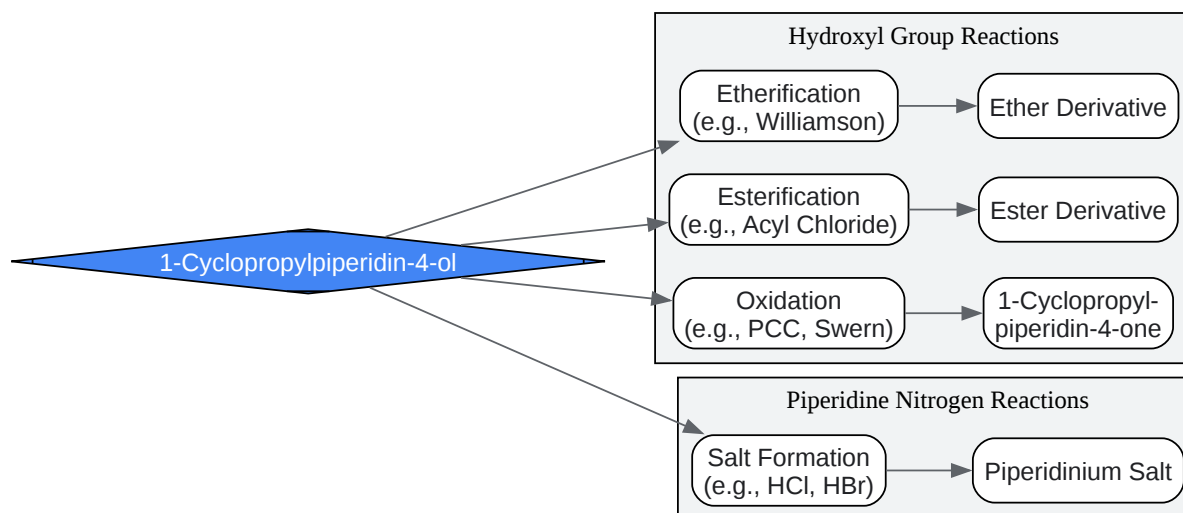 Hydroxyl Group Reactions
Etherification
(e.g., Williamson)
Ether Derivative
Esterification
(e.g., Acyl Chloride)
Ester Derivative
1-Cyclopropylpiperidin-4-ol
Oxidation
(e.g., PCC, Swern)
1-Cyclopropyl-
piperidin-4-one
Piperidine Nitrogen Reactions
Salt Formation
(e.g., HCl, HBr)
Piperidinium Salt